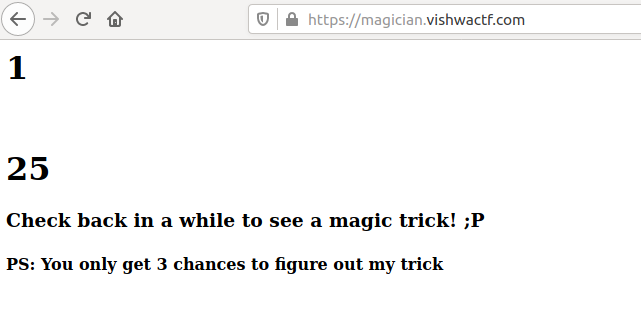 https://magician.vishwactf.com
1
25
Check back in a while to see a magic trick! ;P
PS: You only get 3 chances to figure out my trick